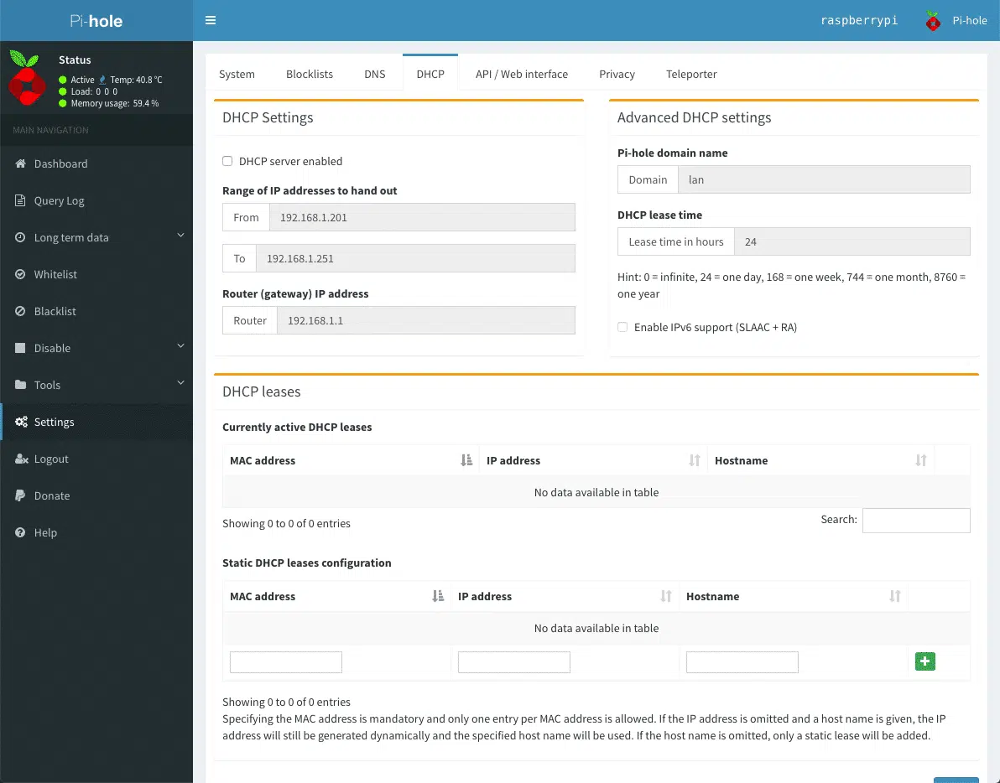 Pi-hole
raspberrypi
Pi-hole
Status
Active Temp: 40.8 °C
Load: 0 0 0
Memory usage: 59.4 %
MAIN NAVIGATION
Dashboard
Query Log
Long term data
Whitelist
Blacklist
Disable
Tools
Settings
Logout
Donate
Help
System Blocklists DNS DHCP API / Web interface Privacy Teleporter
DHCP Settings
DHCP server enabled
Range of IP addresses to hand out
From 192.168.1.201
To 192.168.1.251
Router (gateway) IP address
Router 192.168.1.1
Advanced DHCP settings
Pi-hole domain name
Domain lan
DHCP lease time
Lease time in hours 24
Hint: 0 = infinite, 24 = one day, 168 = one week, 744 = one month, 8760 =
one year
Enable IPv6 support (SLAAC + RA)
DHCP leases
Currently active DHCP leases
MAC address IP address Hostname
No data available in table
Showing 0 to 0 of 0 entries
Search:
Static DHCP leases configuration
MAC address IP address Hostname
No data available in table
Showing 0 to 0 of 0 entries
Specifying the MAC address is mandatory and only one entry per MAC address is allowed. If the IP address is omitted and a host name is given, the IP
address will still be generated dynamically and the specified host name will be used. If the host name is omitted, only a static lease will be added.